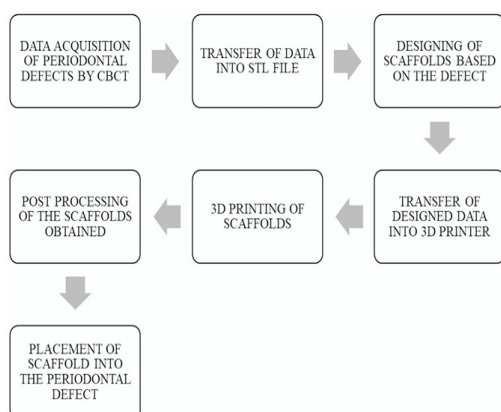 DATA ACQUISITION
OF PERIODONTAL
DEFECTS BY CBCT
TRANSFER OF DATA
INTO STL FILE
DESIGNING OF
SCAFFOLDS BASED
ON THE DEFECT
TRANSFER OF
DESIGNED DATA
INTO 3D PRINTER
3D PRINTING OF
SCAFFOLDS
POST PROCESSING
OF THE SCAFFOLDS
OBTAINED
PLACEMENT OF
SCAFFOLD INTO
THE PERIODONTAL
DEFECT